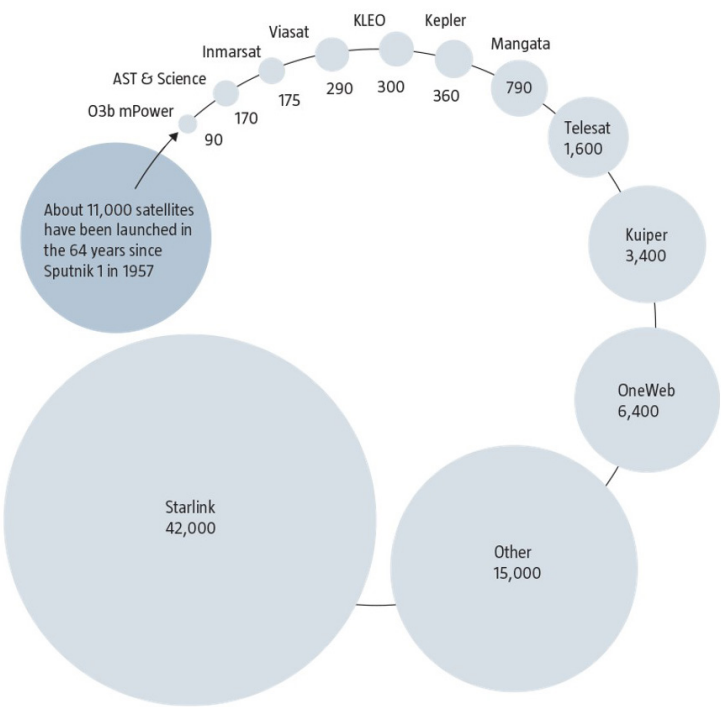 About 11,000 satellites
have been launched in
the 64 years since
Sputnik 1 in 1957
O3b mPower
90
AST & Science
170
Inmarsat
175
Viasat
290
KLEO
300
Kepler
360
Mangata
790
Telesat
1,600
Kuiper
3,400
OneWeb
6,400
Other
15,000
Starlink
42,000